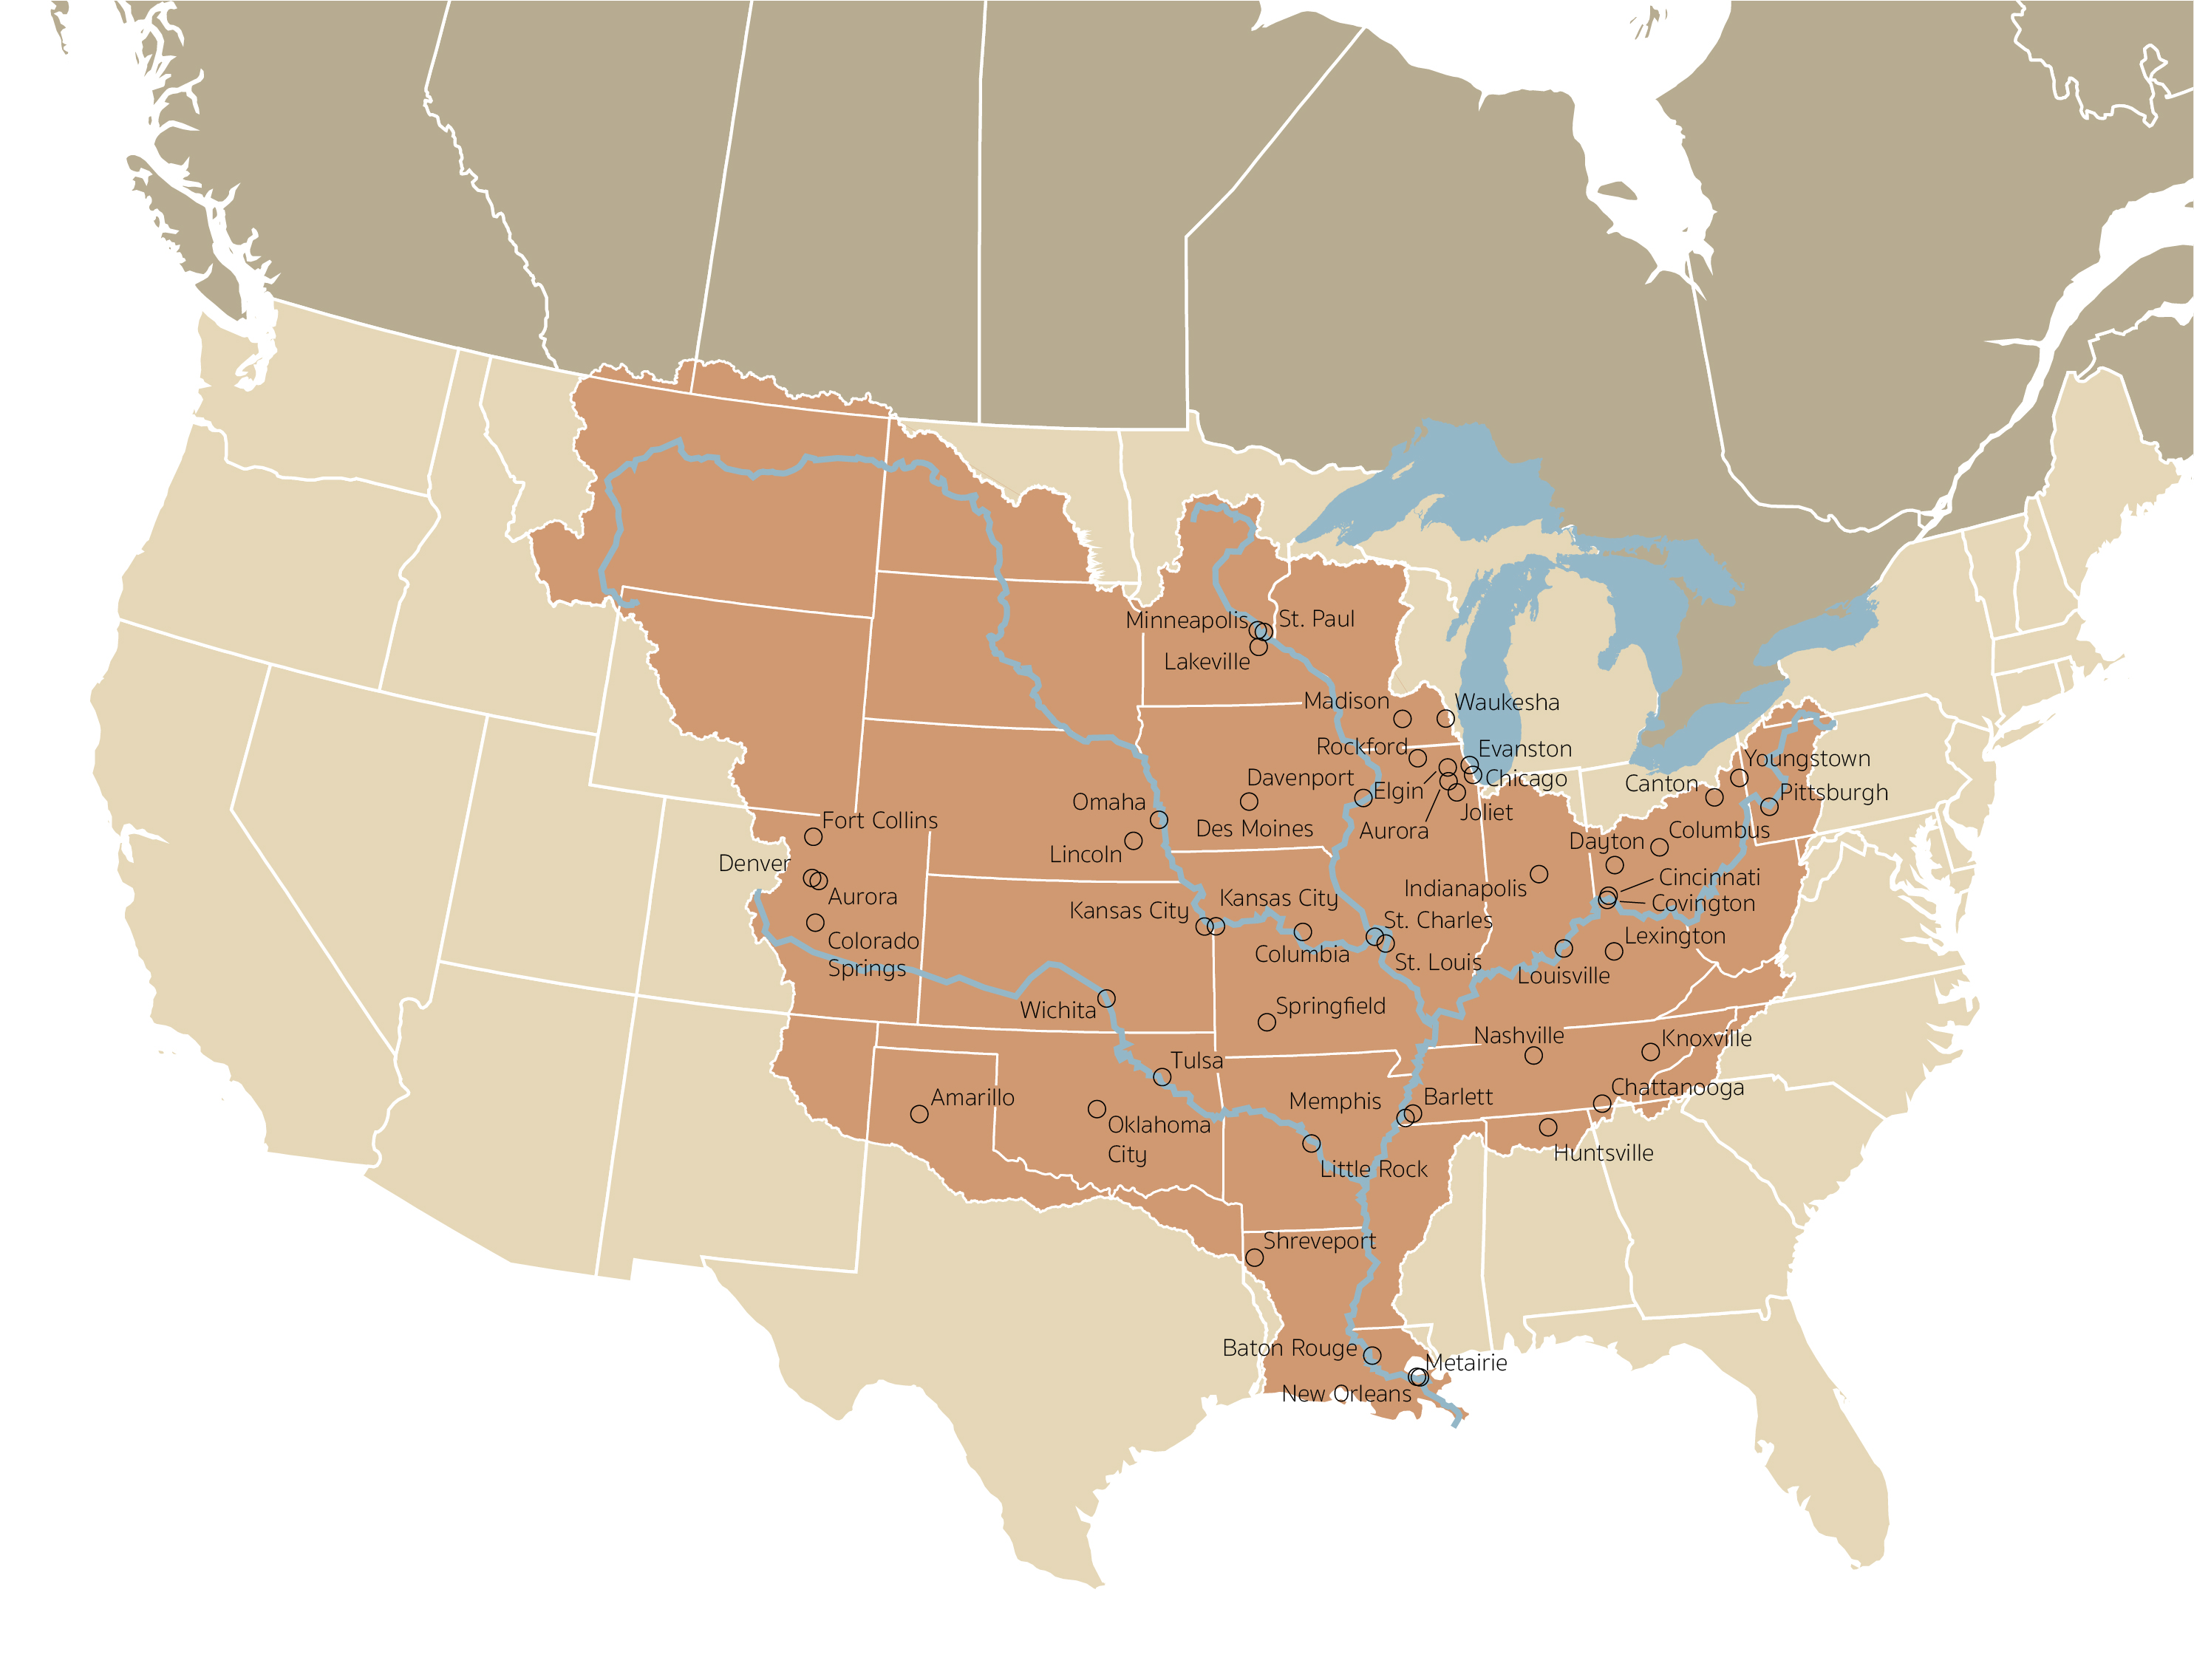 Minneapolis
St. Paul
Lakeville
Madison
Waukesha
Rockford
Evanston
Chicago
Elgin
Davenport
Joliet
Aurora
Youngstown
Canton
Pittsburgh
Omaha
Des Moines
Lincoln
Fort Collins
Denver
Aurora
Colorado
Springs
Columbus
Dayton
Cincinnati
Covington
Indianapolis
Lexington
Louisville
Kansas City
Kansas City
St. Charles
Columbia
St. Louis
Wichita
Springfield
Nashville
Knoxville
Tulsa
Chattanooga
Amarillo
Memphis
Barlett
Oklahoma
City
Huntsville
Little Rock
Shreveport
Baton Rouge
Metairie
New Orleans